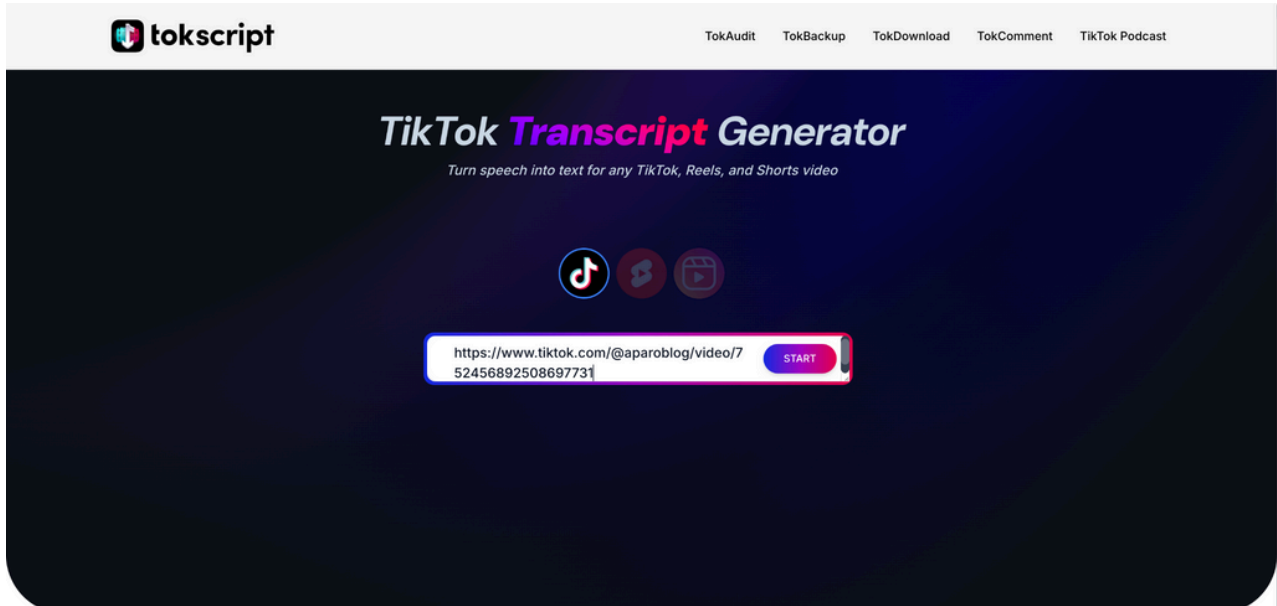 tokscript
TokAudit TokBackup TokDownload TokComment TikTok Podcast
TikTok Transcript Generator
Turn speech into text for any TikTok, Reels, and Shorts video
https://www.tiktok.com/@aparoblog/video/7
52456892508697731
START